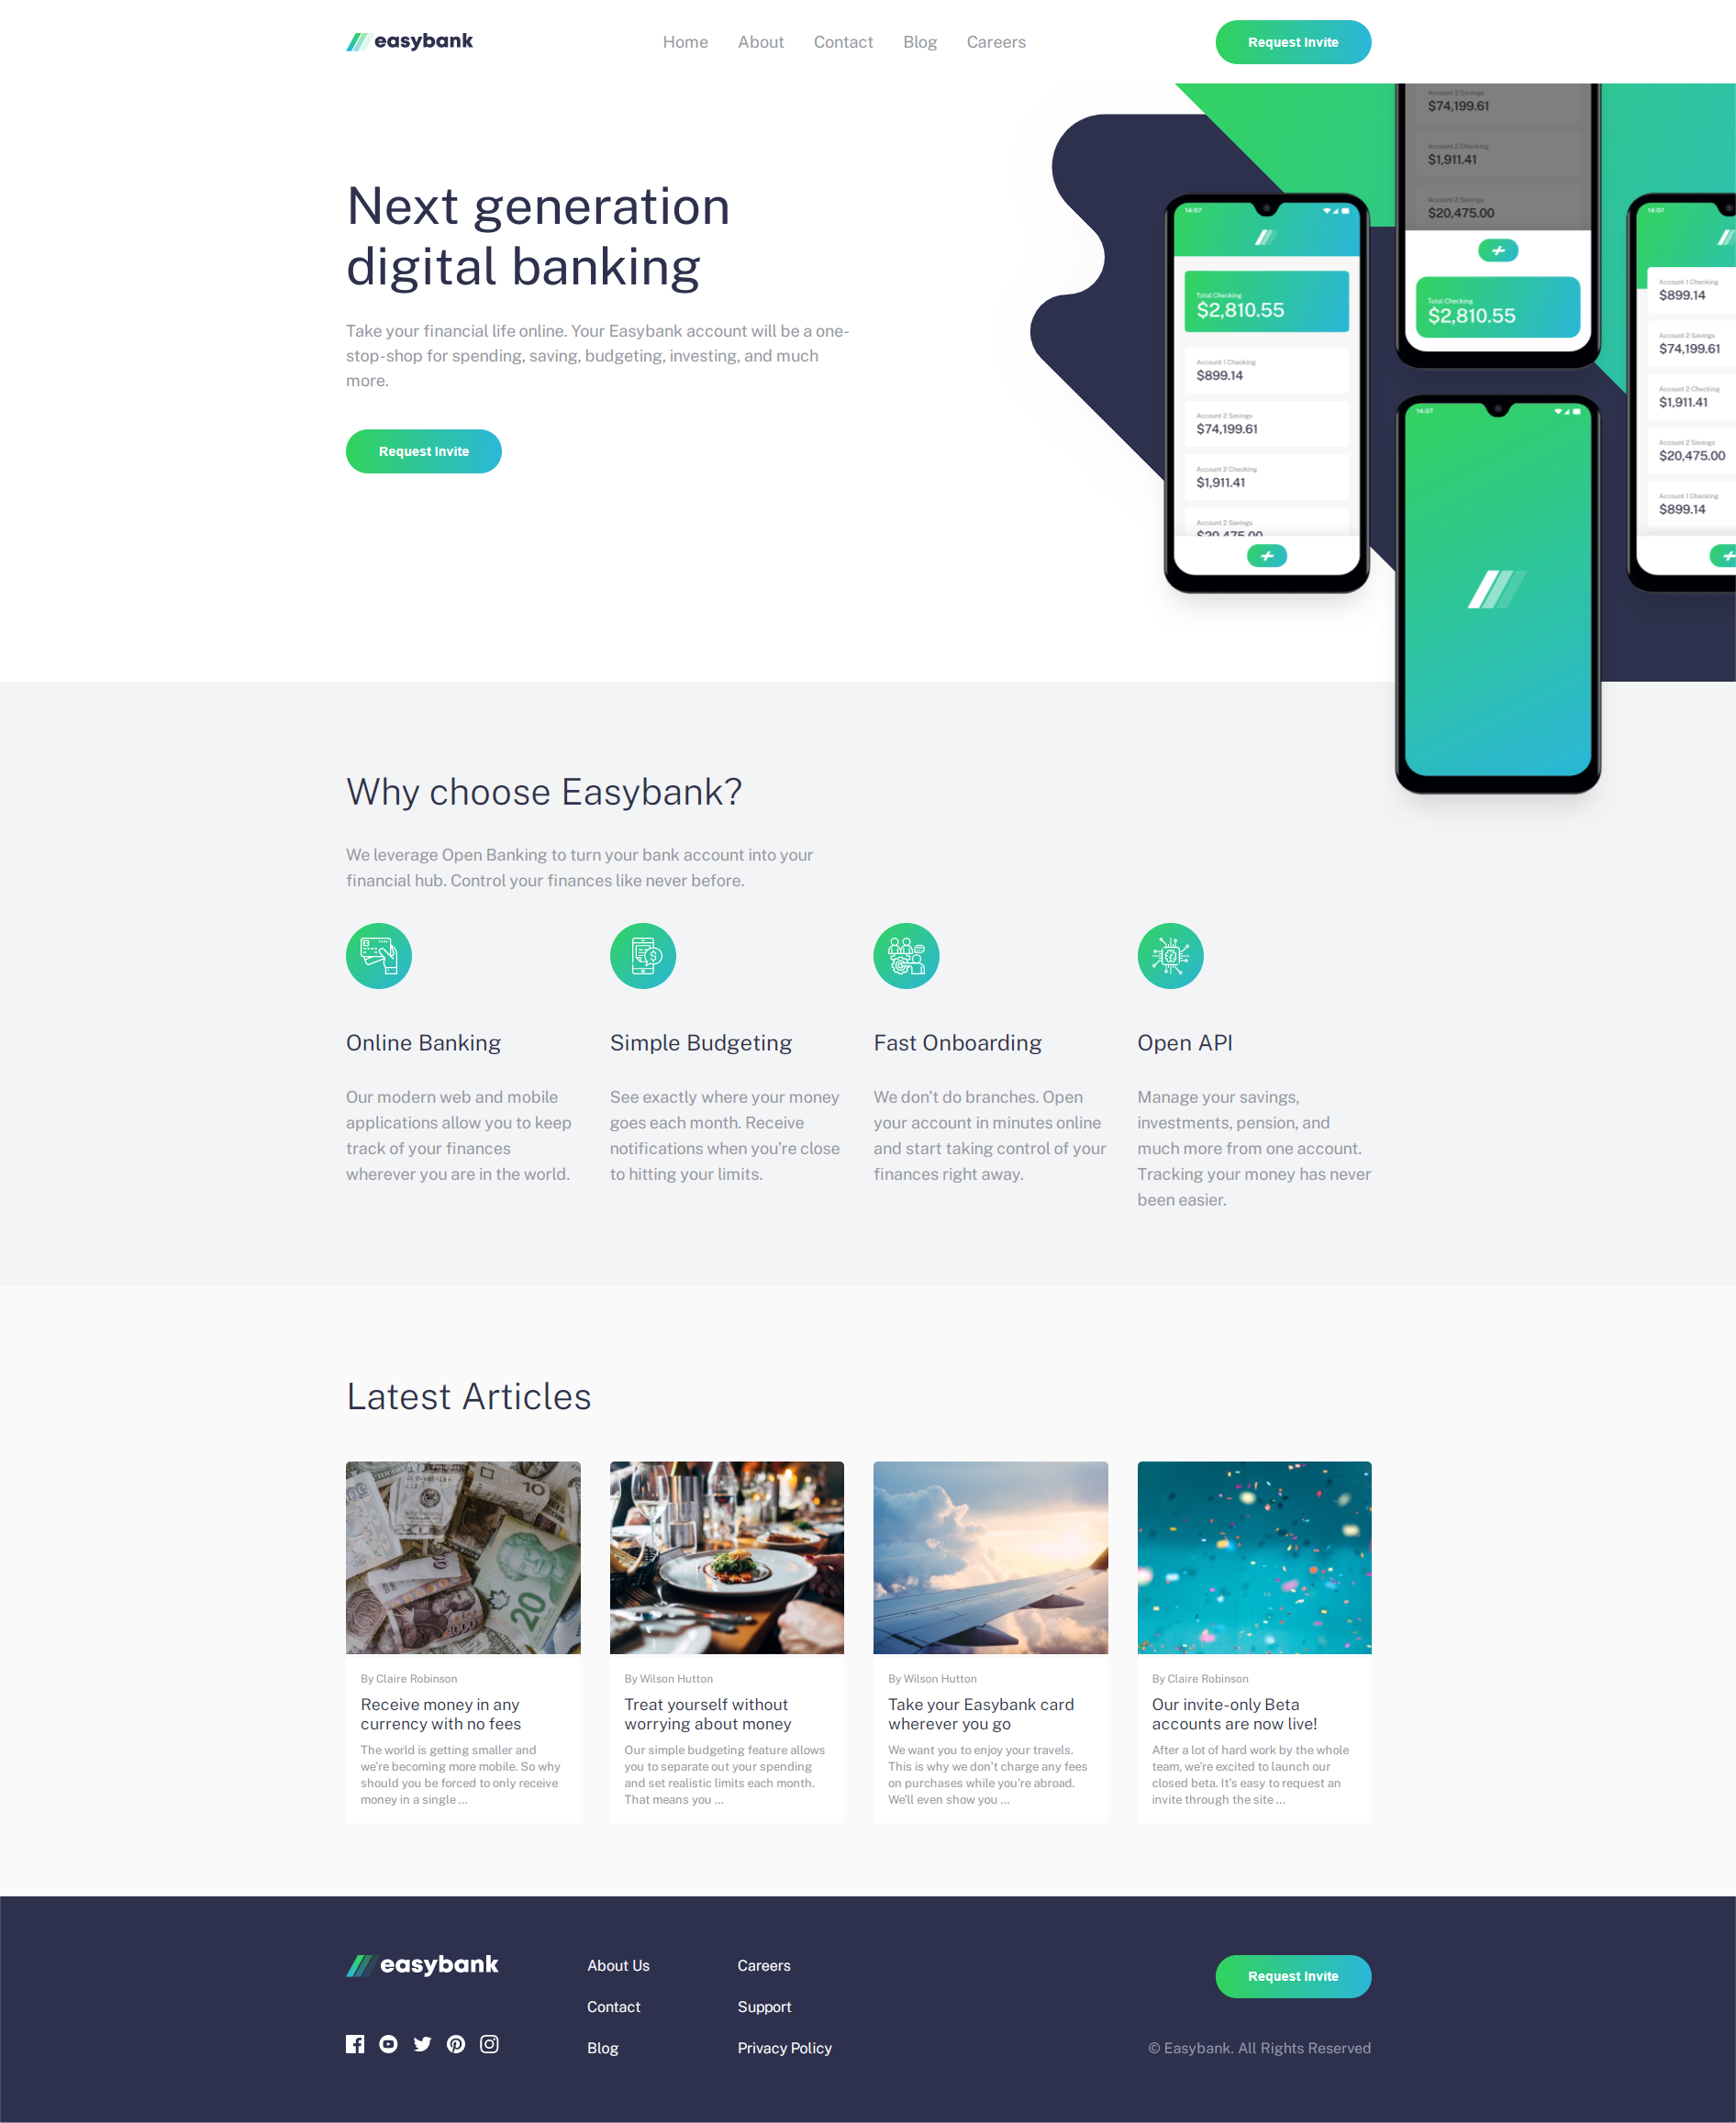 easybank
Home About Contact Blog Careers
Request Invite
Next generation
digital banking
Take your financial life online. Your Easybank account will be a one-
stop-shop for spending, saving, budgeting, investing, and much
more.
Request Invite
14:07
Total Checking
$2,810.55
Account 1 Checking
$899.14
Account 2 Savings
$74,199.61
Account 2 Checking
$1,911.41
Account 2 Savings
$20,475.00
Account 2 Savings
$74,199.61
Account 2 Checking
$1,911.41
Account 2 Savings
$20,475.00
Total Checking
$2,810.55
14:07
14:07
Account 1 Checking
$899.14
Account 2 Savings
$74,199.61
Account 2 Checking
$1,911.41
Account 2 Savings
$20,475.00
Account 1 Checking
$899.14
Why choose Easybank?
We leverage Open Banking to turn your bank account into your
financial hub. Control your finances like never before.
Online Banking
Our modern web and mobile
applications allow you to keep
track of your finances
wherever you are in the world.
Simple Budgeting
See exactly where your money
goes each month. Receive
notifications when you’re close
to hitting your limits.
Fast Onboarding
We don’t do branches. Open
your account in minutes online
and start taking control of your
finances right away.
Open API
Manage your savings,
investments, pension, and
much more from one account.
Tracking your money has never
been easier.
Latest Articles
10
20
By Claire Robinson
Receive money in any
currency with no fees
The world is getting smaller and
we’re becoming more mobile. So why
should you be forced to only receive
money in a single …
By Wilson Hutton
Treat yourself without
worrying about money
Our simple budgeting feature allows
you to separate out your spending
and set realistic limits each month.
That means you …
By Wilson Hutton
Take your Easybank card
wherever you go
We want you to enjoy your travels.
This is why we don’t charge any fees
on purchases while you’re abroad.
We’ll even show you …
By Claire Robinson
Our invite-only Beta
accounts are now live!
After a lot of hard work by the whole
team, we’re excited to launch our
closed beta. It’s easy to request an
invite through the site …
easybank
About Us
Contact
Blog
Careers
Support
Privacy Policy
Request Invite
© Easybank. All Rights Reserved